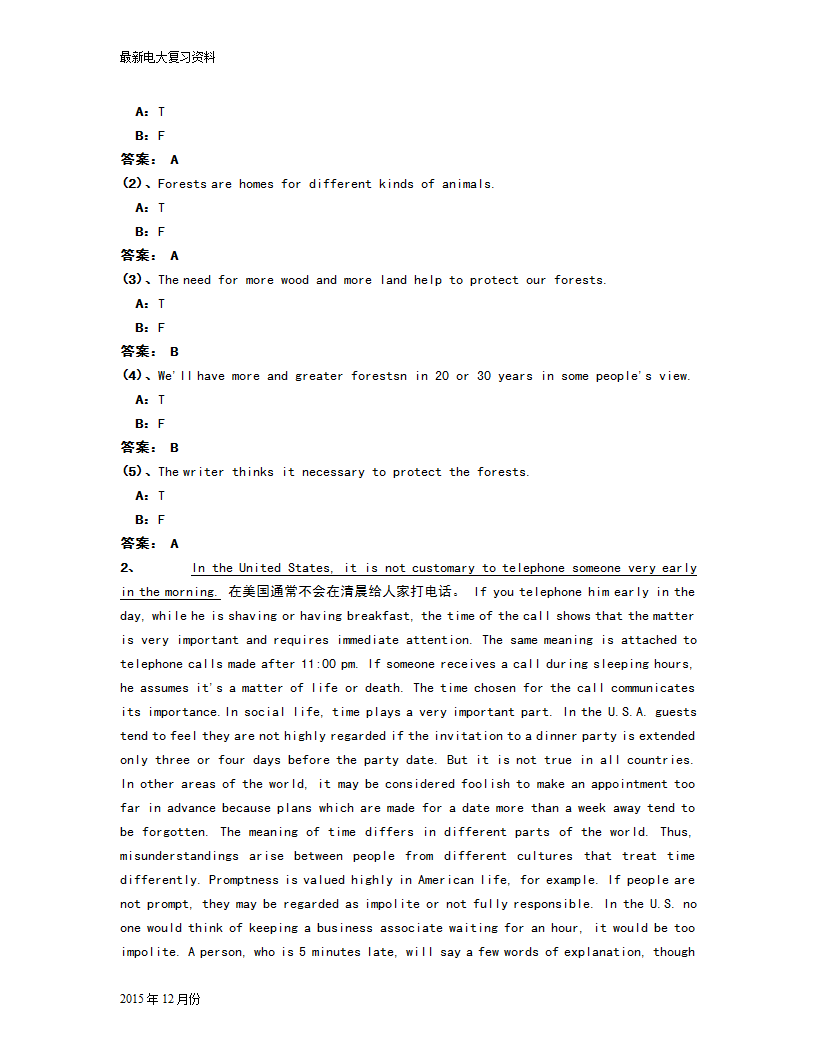 最新电大复习资料
A：T
B：F
答案： A
(2)、Forests are homes for different kinds of animals.
A：T
B：F
答案： A
(3)、The need for more wood and more land help to protect our forests.
A：T
B：F
答案： B
(4)、We'll have more and greater forestsn in 20 or 30 years in some people's view.
A：T
B：F
答案： B
(5)、The writer thinks it necessary to protect the forests.
A：T
B：F
答案： A
2、 In the United States, it is not customary to telephone someone very early
in the morning. 在美国通常不会在清晨给人家打电话。 If you telephone him early in the
day, while he is shaving or having breakfast, the time of the call shows that the matter
is very important and requires immediate attention. The same meaning is attached to
telephone calls made after 11:00 pm. If someone receives a call during sleeping hours,
he assumes it's a matter of life or death. The time chosen for the call communicates
its importance.In social life, time plays a very important part. In the U.S.A. guests
tend to feel they are not highly regarded if the invitation to a dinner party is extended
only three or four days before the party date. But it is not true in all countries.
In other areas of the world, it may be considered foolish to make an appointment too
far in advance because plans which are made for a date more than a week away tend to
be forgotten. The meaning of time differs in different parts of the world. Thus,
misunderstandings arise between people from different cultures that treat time
differently. Promptness is valued highly in American life, for example. If people are
not prompt, they may be regarded as impolite or not fully responsible. In the U.S. no
one would think of keeping a business associate waiting for an hour, it would be too
impolite. A person, who is 5 minutes late, will say a few words of explanation, though
2015 年 12 月份